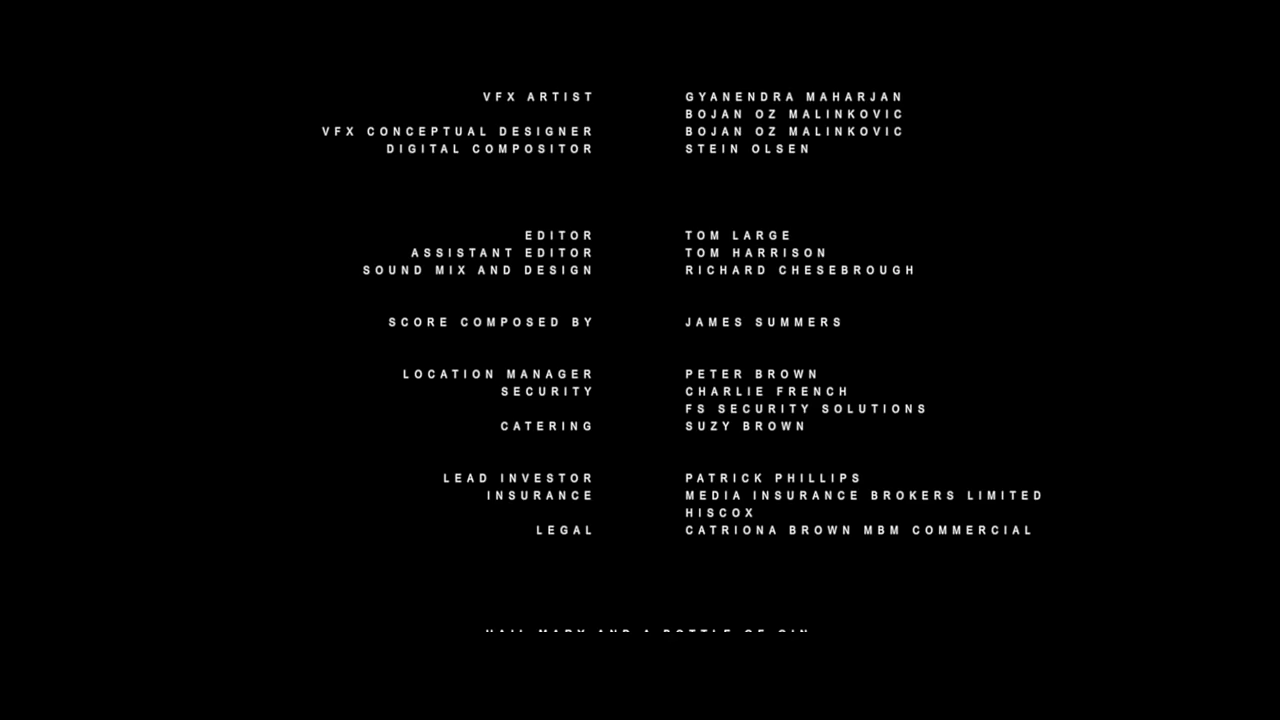 VFX ARTIST GYANENDRA MAHARJAN
BOJAN OZ MALINKOVIC
VFX CONCEPTUAL DESIGNER BOJAN OZ MALINKOVIC
DIGITAL COMPOSITOR STEIN OLSEN
EDITOR TOM LARGE
ASSISTANT EDITOR TOM HARRISON
SOUND MIX AND DESIGN RICHARD CHESEBROUGH
SCORE COMPOSED BY JAMES SUMMERS
LOCATION MANAGER PETER BROWN
SECURITY CHARLIE FRENCH
FS SECURITY SOLUTIONS
CATERING SUZY BROWN
LEAD INVESTOR PATRICK PHILLIPS
INSURANCE MEDIA INSURANCE BROKERS LIMITED
HISCOX
LEGAL CATRIONA BROWN MBM COMMERCIAL